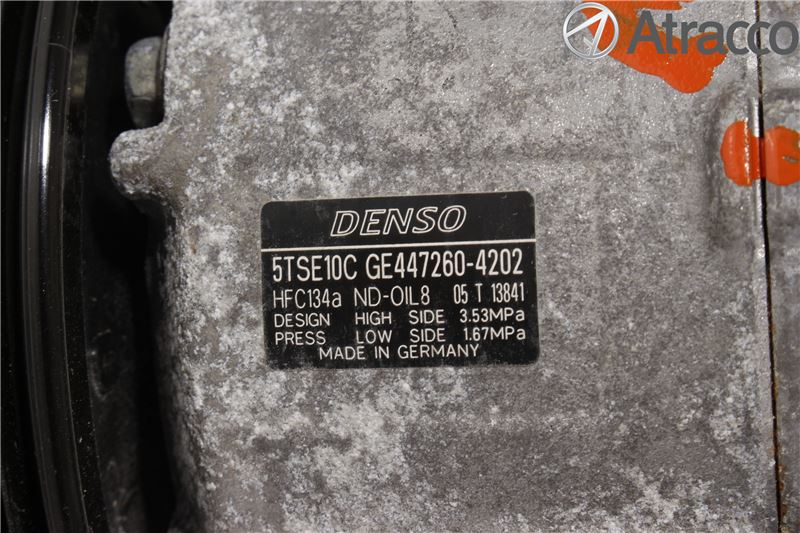 Atracco
DENSO
5TSE10C GE447260-4202
HFC134a ND-OIL8 05 T 13841
DESIGN HIGH SIDE 3.53MPa
PRESS LOW SIDE 1.67MPa
MADE IN GERMANY